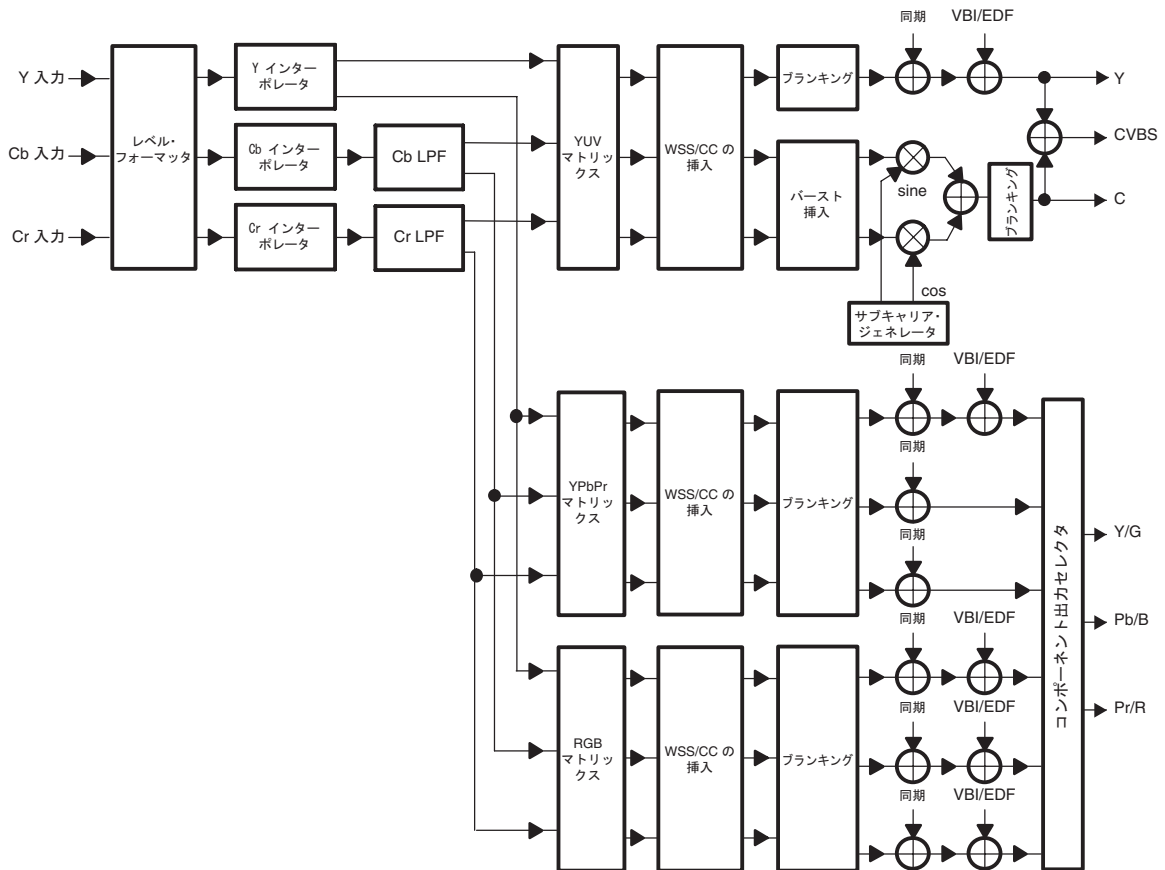 同期
VBI/EDF
Y 入力
Cb 入力
Cr 入力
レベル・
フォーマッタ
Y インター
ポレータ
Cb インター
ポレータ
Cr インター
ポレータ
Cb LPF
Cr LPF
YUV
マトリッ
クス
WSS/CC の
挿入
ブランキング
バースト
挿入
sine
cos
サブキャリア・
ジェネレータ
ブランキング
Y
CVBS
C
同期
VBI/EDF
YPbPr
マトリッ
クス
WSS/CC の
挿入
ブランキング
同期
同期
同期
VBI/EDF
RGB
マトリッ
クス
WSS/CC の
挿入
ブランキング
同期
VBI/EDF
同期
VBI/EDF
コンポーネント出力セレクタ
Y/G
Pb/B
Pr/R